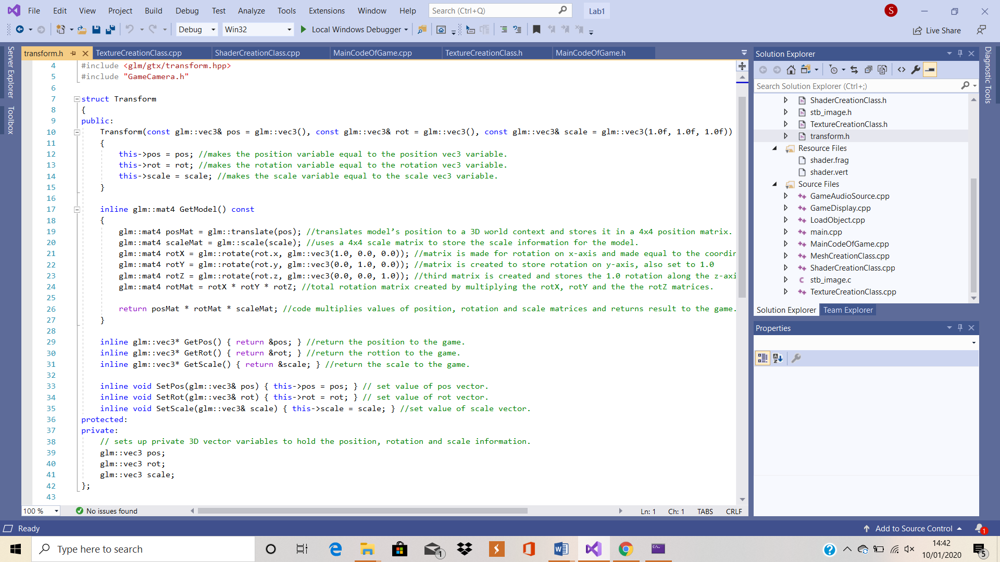 File Edit View Project Build Debug Test Analyze Tools Extensions Window Help Search (Ctrl+Q) Lab1 S
Debug Win32 Local Windows Debugger Live Share
Server Explorer
Toolbox
transform.h TextureCreationClass.cpp ShaderCreationClass.cpp MainCodeOfGame.cpp TextureCreationClass.h MainCodeOfGame.h
4 #include <glm/gtx/transform.hpp>
5 #include "GameCamera.h"
6
7 struct Transform
8 {
9 public:
10 Transform(const glm::vec3& pos = glm::vec3(), const glm::vec3& rot = glm::vec3(), const glm::vec3& scale = glm::vec3(1.0f, 1.0f, 1.0f))
11 {
12 this->pos = pos; //makes the position variable equal to the position vec3 variable.
13 this->rot = rot; //makes the rotation variable equal to the rotation vec3 variable.
14 this->scale = scale; //makes the scale variable equal to the scale vec3 variable.
15 }
16
17 inline glm::mat4 GetModel() const
18 {
19 glm::mat4 posMat = glm::translate(pos); //translates model’s position to a 3D world context and stores it in a 4x4 position matrix.
20 glm::mat4 scaleMat = glm::scale(scale); //uses a 4x4 scale matrix to store the scale information for the model.
21 glm::mat4 rotX = glm::rotate(rot.x, glm::vec3(1.0, 0.0, 0.0)); //matrix is made for rotation on x-axis and made equal to the coordin
22 glm::mat4 rotY = glm::rotate(rot.y, glm::vec3(0.0, 1.0, 0.0)); //matrix is created to store rotation on y-axis, also set to 1.0
23 glm::mat4 rotZ = glm::rotate(rot.z, glm::vec3(0.0, 0.0, 1.0)); //third matrix is created and stores the 1.0 rotation along the z-axi
24 glm::mat4 rotMat = rotX * rotY * rotZ; //total rotation matrix created by multiplying the rotX, rotY and the the rotZ matrices.
25
26 return posMat * rotMat * scaleMat; //code multiplies values of position, rotation and scale matrices and returns result to the game.
27 }
28
29 inline glm::vec3* GetPos() { return &pos; } //return the position to the game.
30 inline glm::vec3* GetRot() { return &rot; } //return the rottion to the game.
31 inline glm::vec3* GetScale() { return &scale; } //return the scale to the game.
32
33 inline void SetPos(glm::vec3& pos) { this->pos = pos; } // set value of pos vector.
34 inline void SetRot(glm::vec3& rot) { this->rot = rot; } // set value of rot vector.
35 inline void SetScale(glm::vec3& scale) { this->scale = scale; } //set value of scale vector.
36 protected:
37 private:
38 // sets up private 3D vector variables to hold the position, rotation and scale information.
39 glm::vec3 pos;
40 glm::vec3 rot;
41 glm::vec3 scale;
42 };
43
100 % No issues found Ln: 1 Ch: 1 TABS CRLF
Solution Explorer
Search Solution Explorer (Ctrl+;)
ShaderCreationClass.h
stb_image.h
TextureCreationClass.h
transform.h
Resource Files
shader.frag
shader.vert
Source Files
GameAudioSource.cpp
GameDisplay.cpp
LoadObject.cpp
main.cpp
MainCodeOfGame.cpp
MeshCreationClass.cpp
ShaderCreationClass.cpp
stb_image.c
TextureCreationClass.cpp
Solution Explorer Team Explorer
Properties
Diagnostic Tools
Ready Add to Source Control 1
Type here to search 1 14:42
10/01/2020 5